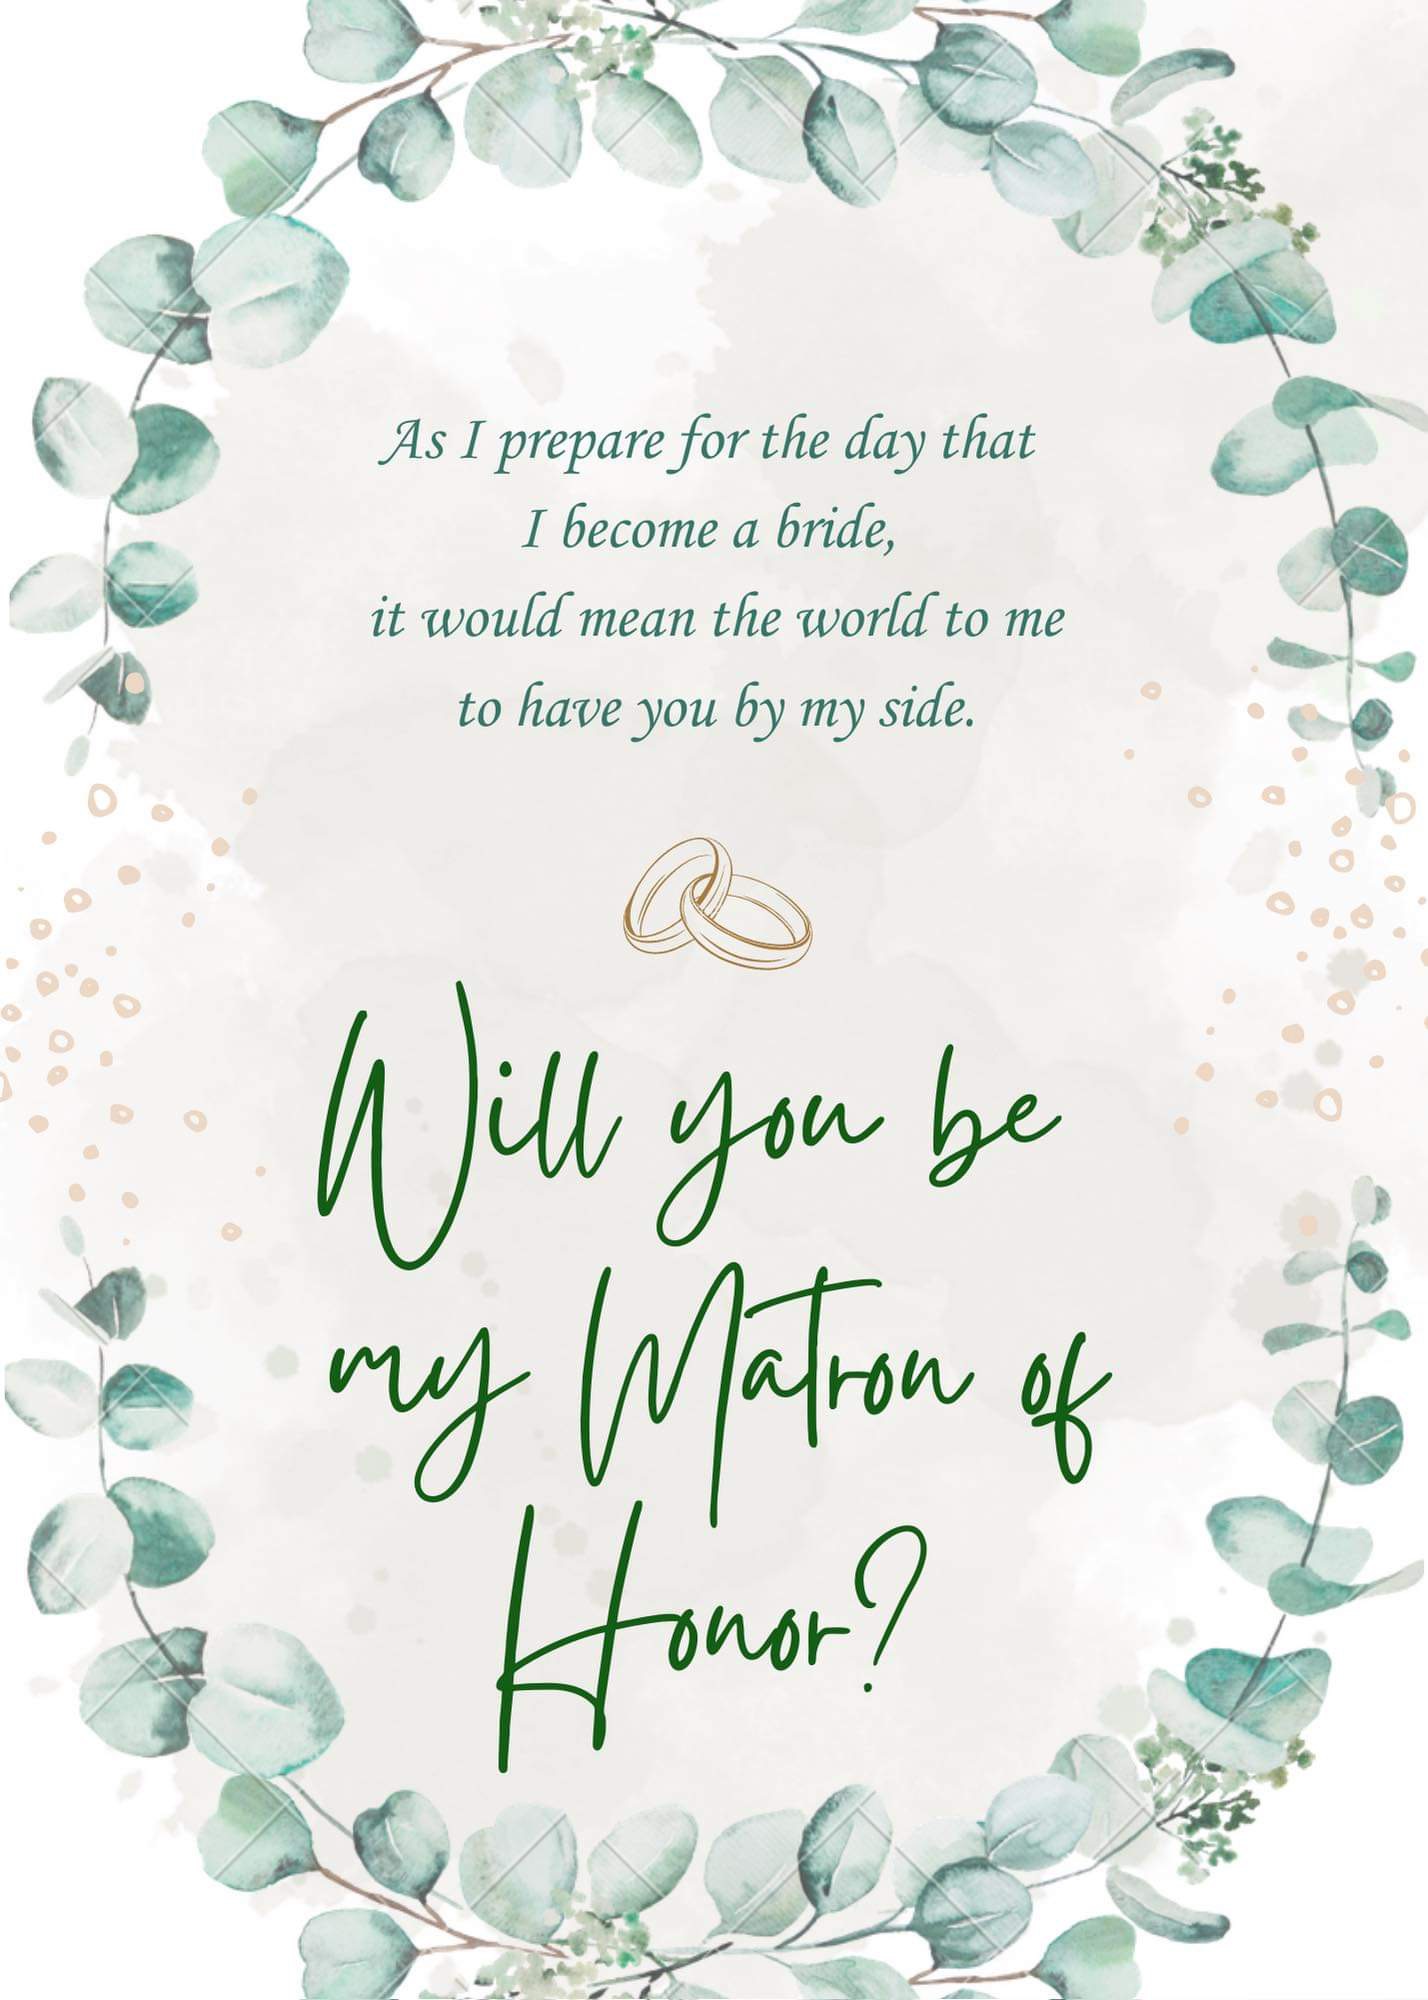 As I prepare for the day that
I become a bride,
it would mean the world to me
to have you by my side.
Will you be
my Matron of
Honor?